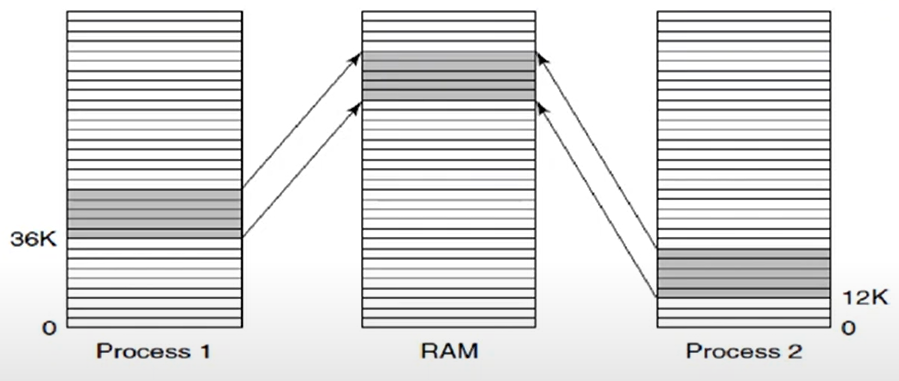 36K
0
12K
0
Process 1
RAM
Process 2